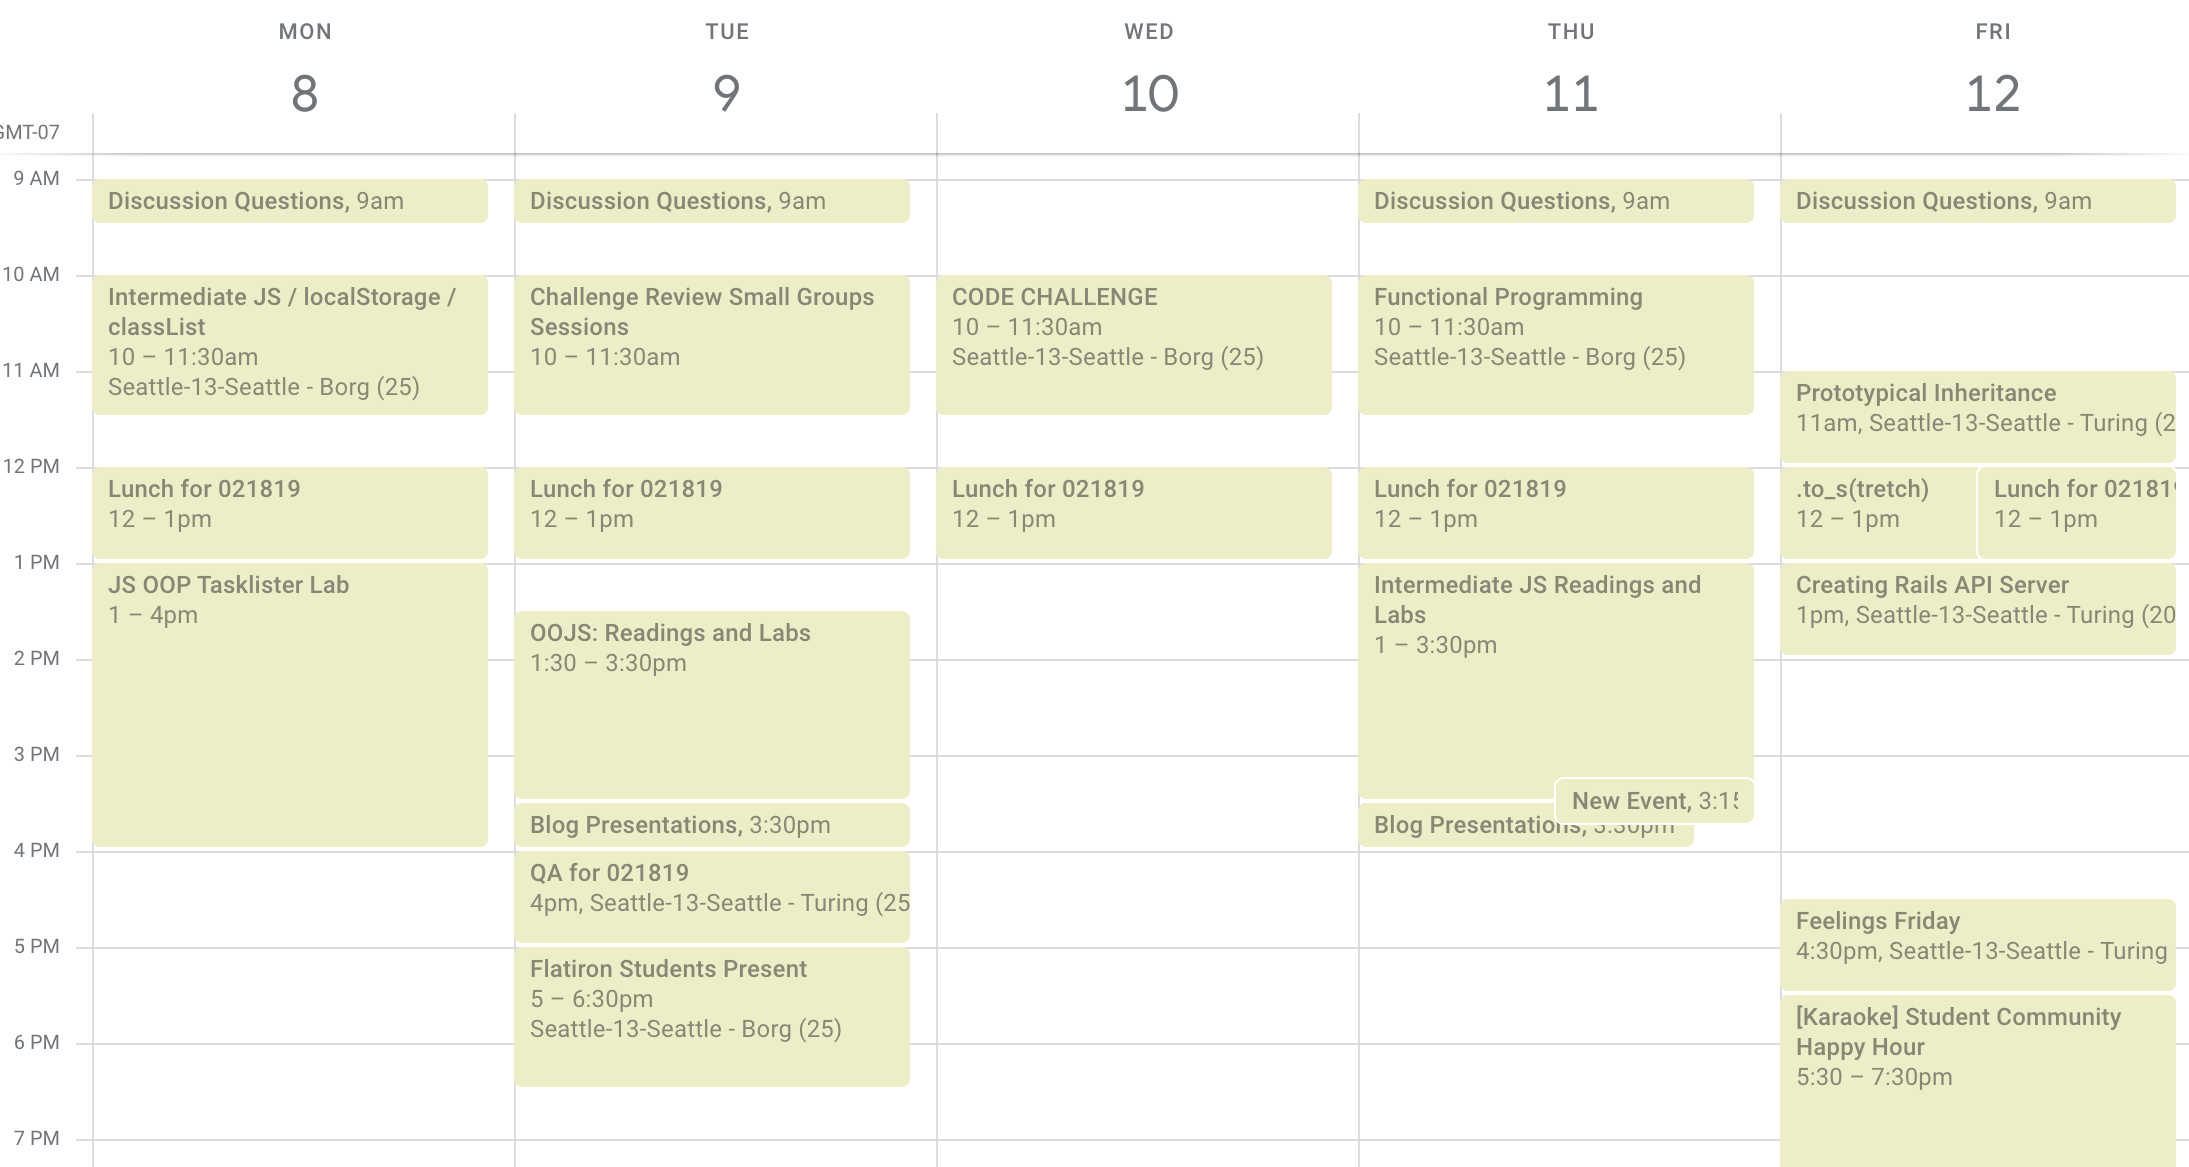 MON
8
TUE
9
WED
10
THU
11
FRI
12
GMT-07
9 AM
10 AM
11 AM
12 PM
1 PM
2 PM
3 PM
4 PM
5 PM
6 PM
7 PM
Discussion Questions, 9am
Intermediate JS / localStorage /
classList
10 – 11:30am
Seattle-13-Seattle - Borg (25)
Lunch for 021819
12 – 1pm
JS OOP Tasklister Lab
1 – 4pm
Discussion Questions, 9am
Challenge Review Small Groups
Sessions
10 – 11:30am
Lunch for 021819
12 – 1pm
OOJS: Readings and Labs
1:30 – 3:30pm
Blog Presentations, 3:30pm
QA for 021819
4pm, Seattle-13-Seattle - Turing (25
Flatiron Students Present
5 – 6:30pm
Seattle-13-Seattle - Borg (25)
CODE CHALLENGE
10 – 11:30am
Seattle-13-Seattle - Borg (25)
Lunch for 021819
12 – 1pm
Discussion Questions, 9am
Functional Programming
10 – 11:30am
Seattle-13-Seattle - Borg (25)
Lunch for 021819
12 – 1pm
Intermediate JS Readings and
Labs
1 – 3:30pm
New Event, 3:15
Blog Presentations, 3:30pm
Discussion Questions, 9am
Prototypical Inheritance
11am, Seattle-13-Seattle - Turing (2
.to_s(tretch)
12 – 1pm
Lunch for 021819
12 – 1pm
Creating Rails API Server
1pm, Seattle-13-Seattle - Turing (20
Feelings Friday
4:30pm, Seattle-13-Seattle - Turing
[Karaoke] Student Community
Happy Hour
5:30 – 7:30pm